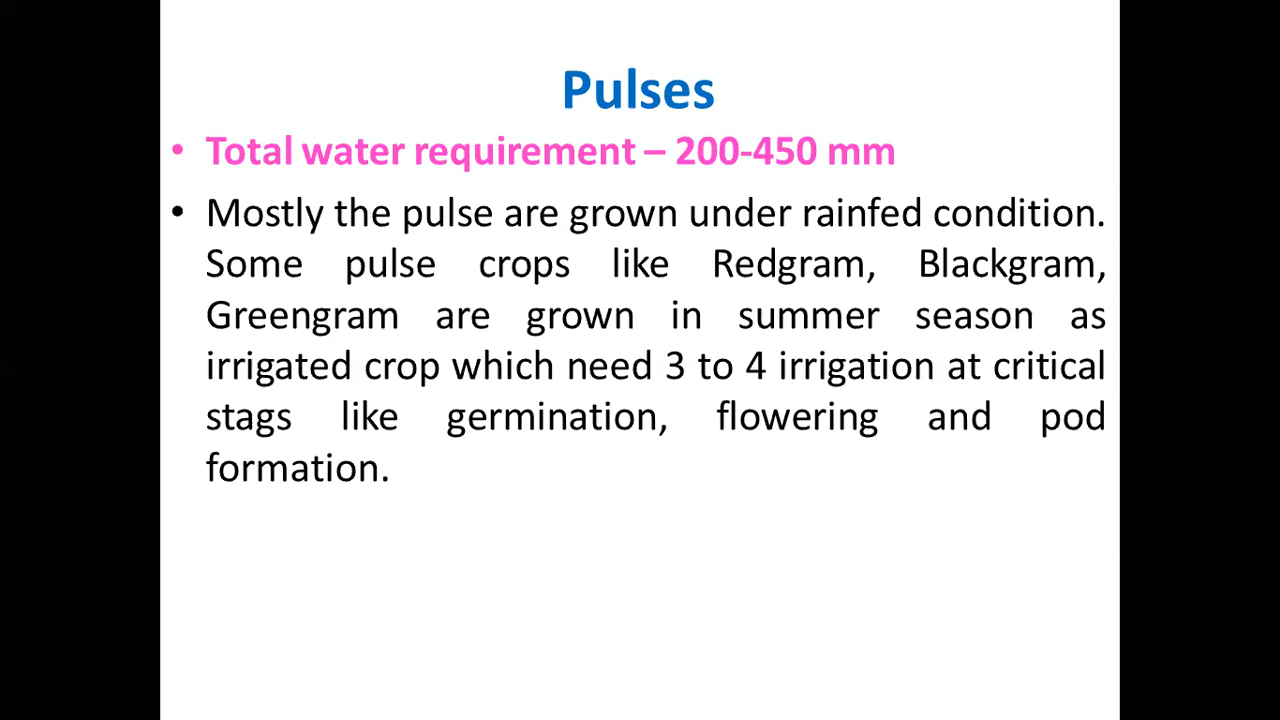 Pulses
• Total water requirement – 200-450 mm
• Mostly the pulse are grown under rainfed condition.
Some pulse crops like Redgram, Blackgram,
Greengram are grown in summer season as
irrigated crop which need 3 to 4 irrigation at critical
stags like germination, flowering and pod
formation.